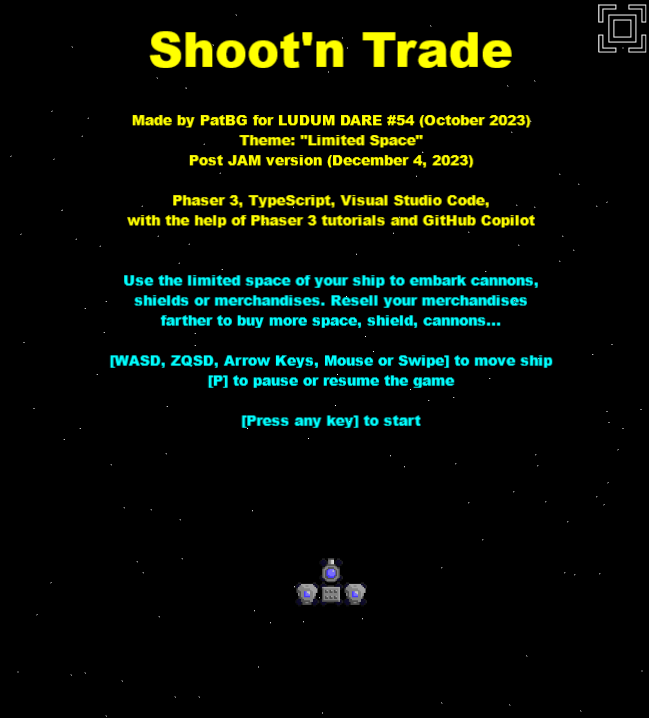 Shoot'n Trade
Made by PatBG for LUDUM DARE #54 (October 2023)
Theme: "Limited Space"
Post JAM version (December 4, 2023)
Phaser 3, TypeScript, Visual Studio Code,
with the help of Phaser 3 tutorials and GitHub Copilot
Use the limited space of your ship to embark cannons,
shields or merchandises. Resell your merchandises
farther to buy more space, shield, cannons...
[WASD, ZQSD, Arrow Keys, Mouse or Swipe] to move ship
[P] to pause or resume the game
[Press any key] to start